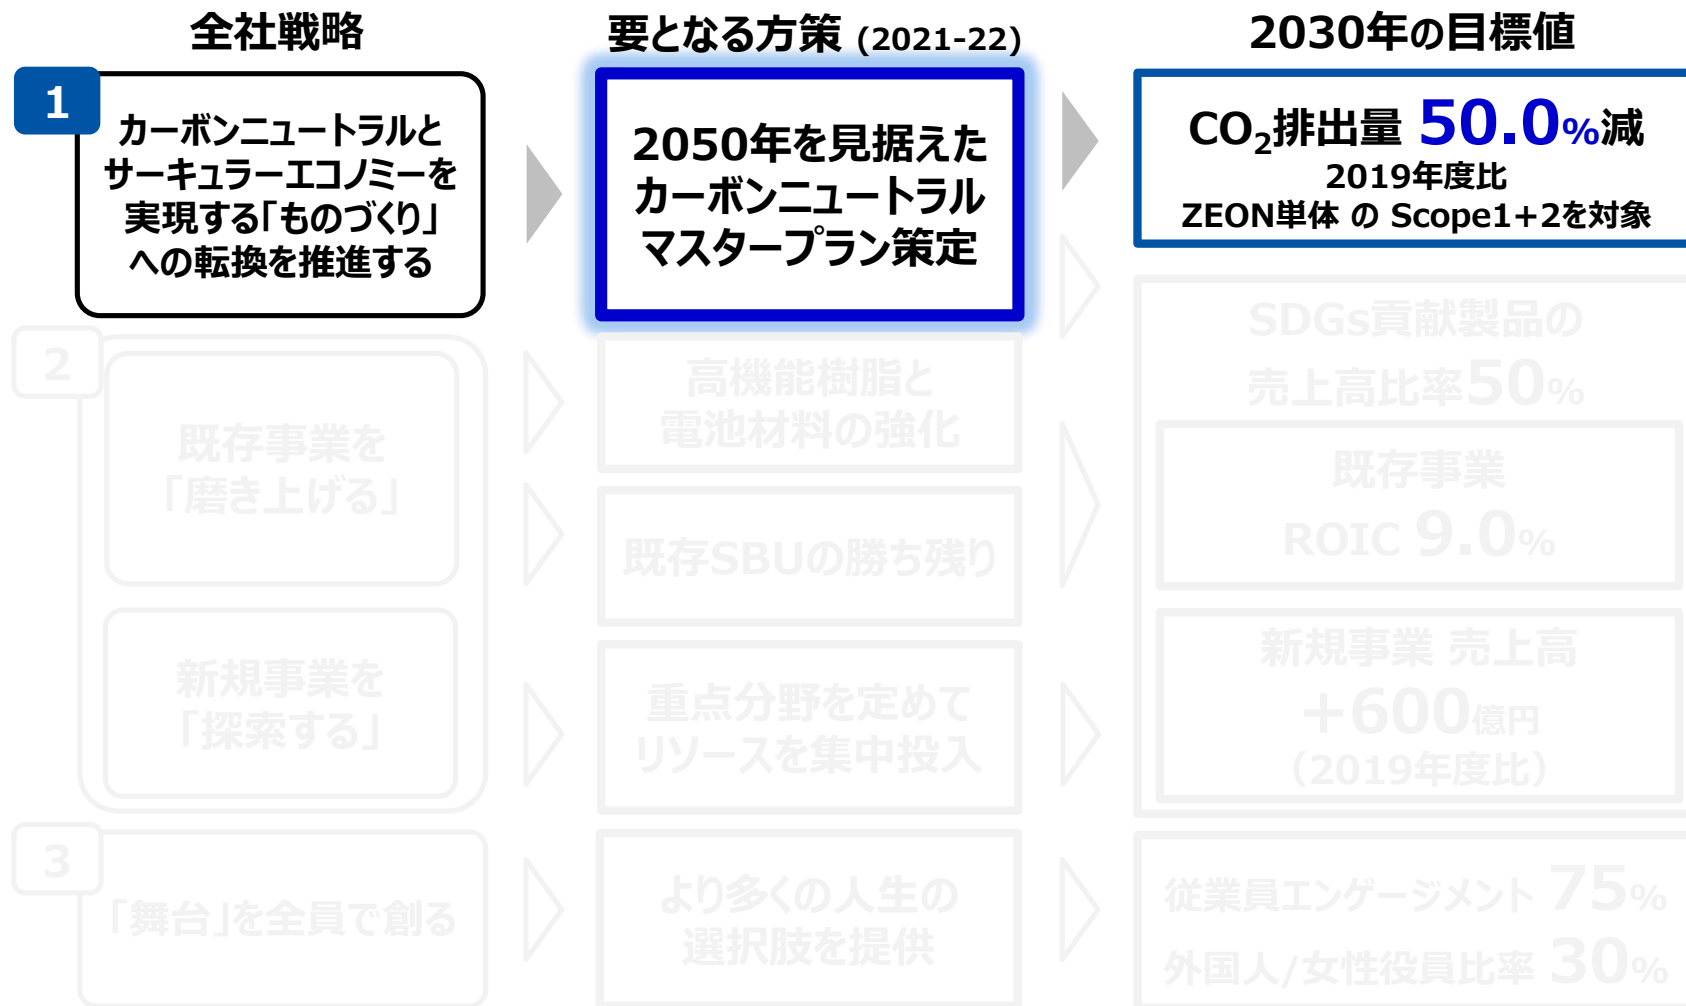 全社戦略
要となる方策 (2021-22)
2030年の目標値
1
カーボンニュートラルと
サーキュラーエコノミーを
実現する「ものづくり」
への転換を推進する
2050年を見据えた
カーボンニュートラル
マスタープラン策定
CO₂排出量 50.0%減
2019年度比
ZEON単体 の Scope1+2を対象
2
既存事業を
「磨き上げる」
新規事業を
「探索する」
高機能樹脂と
電池材料の強化
既存SBUの勝ち残り
重点分野を定めて
リソースを集中投入
SDGs貢献製品の
売上高比率50%
既存事業
ROIC 9.0%
新規事業 売上高
+600億円
（2019年度比）
3
「舞台」を全員で創る
より多くの人生の
選択肢を提供
従業員エンゲージメント 75%
外国人/女性役員比率 30%